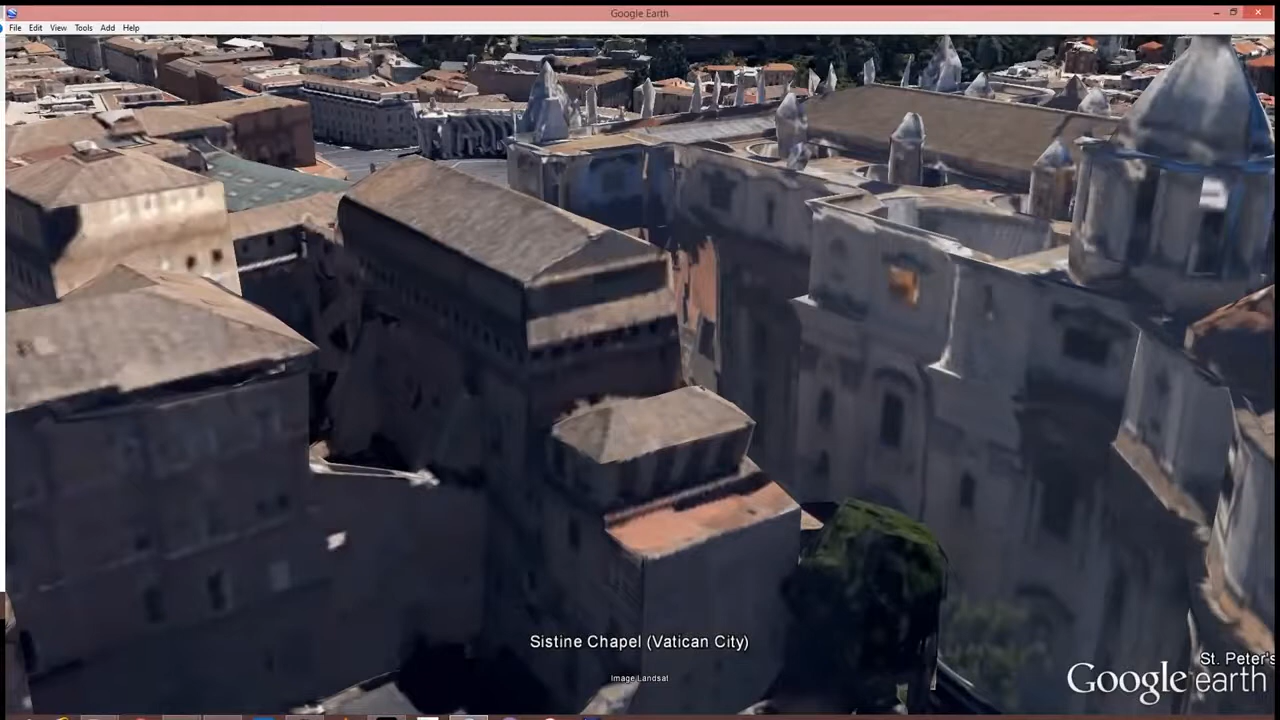 Google Earth
File Edit View Tools Add Help
Sistine Chapel (Vatican City)
Image Landsat
St. Peter's
Google earth